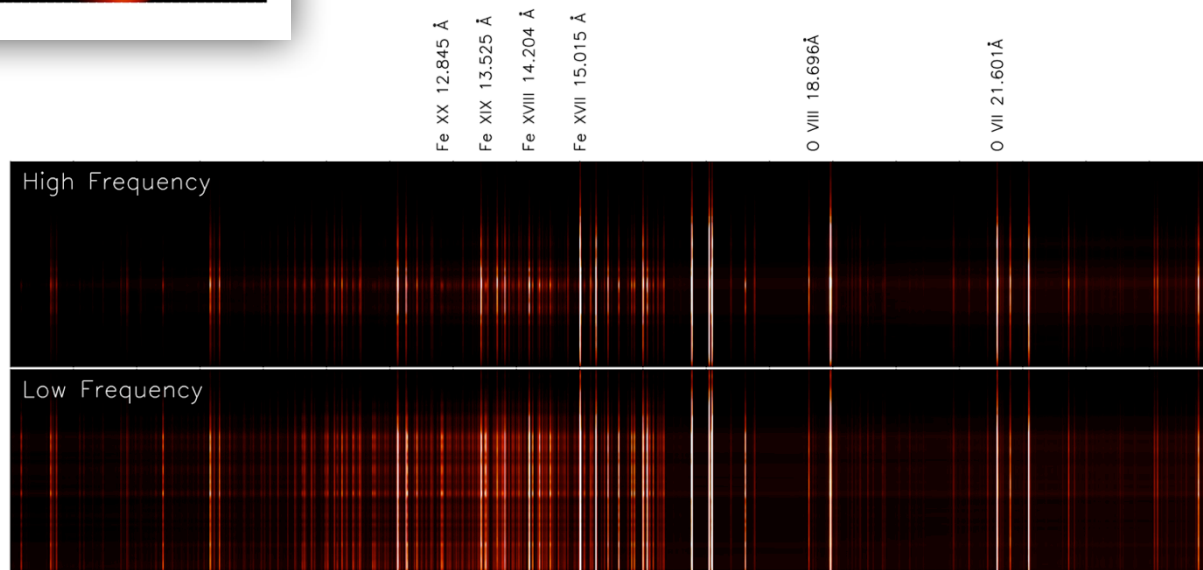 Fe XX 12.845 Å
Fe XIX 13.525 Å
Fe XVIII 14.204 Å
Fe XVII 15.015 Å
O VIII 18.696Å
O VII 21.601Å
High Frequency
Low Frequency